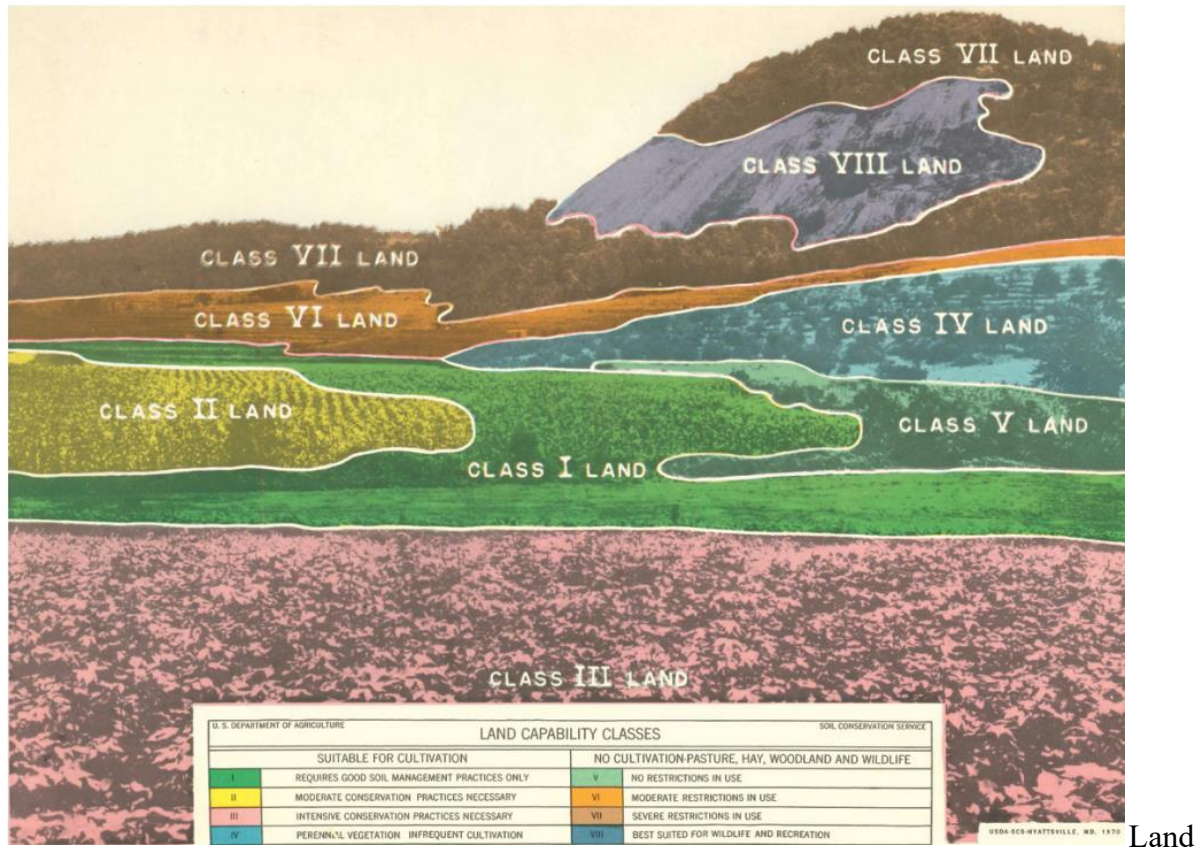 CLASS VII LAND
CLASS VIII LAND
CLASS VII LAND
CLASS VI LAND
CLASS IV LAND
CLASS II LAND
CLASS V LAND
CLASS I LAND
CLASS III LAND
U. S. DEPARTMENT OF AGRICULTURE
SOIL CONSERVATION SERVICE
LAND CAPABILITY CLASSES
SUITABLE FOR CULTIVATION
NO CULTIVATION-PASTURE, HAY, WOODLAND AND WILDLIFE
I REQUIRES GOOD SOIL MANAGEMENT PRACTICES ONLY
V NO RESTRICTIONS IN USE
II MODERATE CONSERVATION PRACTICES NECESSARY
VI MODERATE RESTRICTIONS IN USE
III INTENSIVE CONSERVATION PRACTICES NECESSARY
VII SEVERE RESTRICTIONS IN USE
IV PERENNIAL VEGETATION INFREQUENT CULTIVATION
VIII BEST SUITED FOR WILDLIFE AND RECREATION
USDA-SCS-HYATTSVILLE, MD. 1970
Land